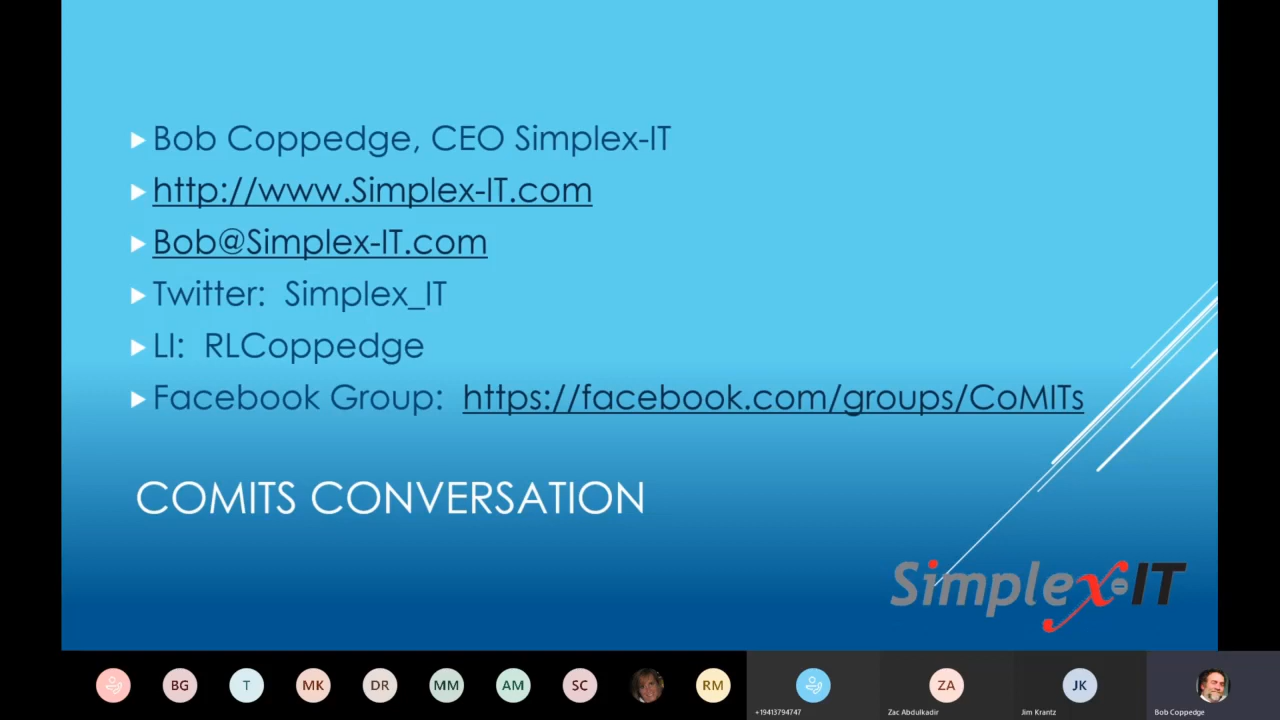 Bob Coppedge, CEO Simplex-IT
http://www.Simplex-IT.com
Bob@Simplex-IT.com
Twitter: Simplex_IT
LI: RLCoppedge
Facebook Group: https://facebook.com/groups/CoMITs
COMITS CONVERSATION
Simplex-IT
BG T MK DR MM AM SC RM ZA JK
+19413794747 Zac Abdulkadir Jim Krantz Bob Coppedge